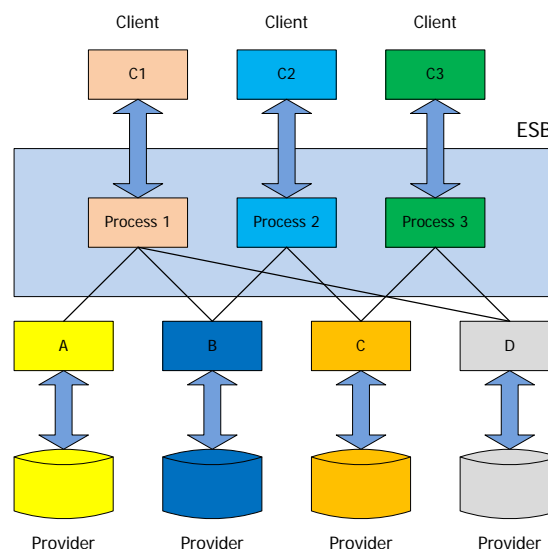 Client Client Client
C1 C2 C3
ESB
Process 1 Process 2 Process 3
A B C D
Provider Provider Provider Provider